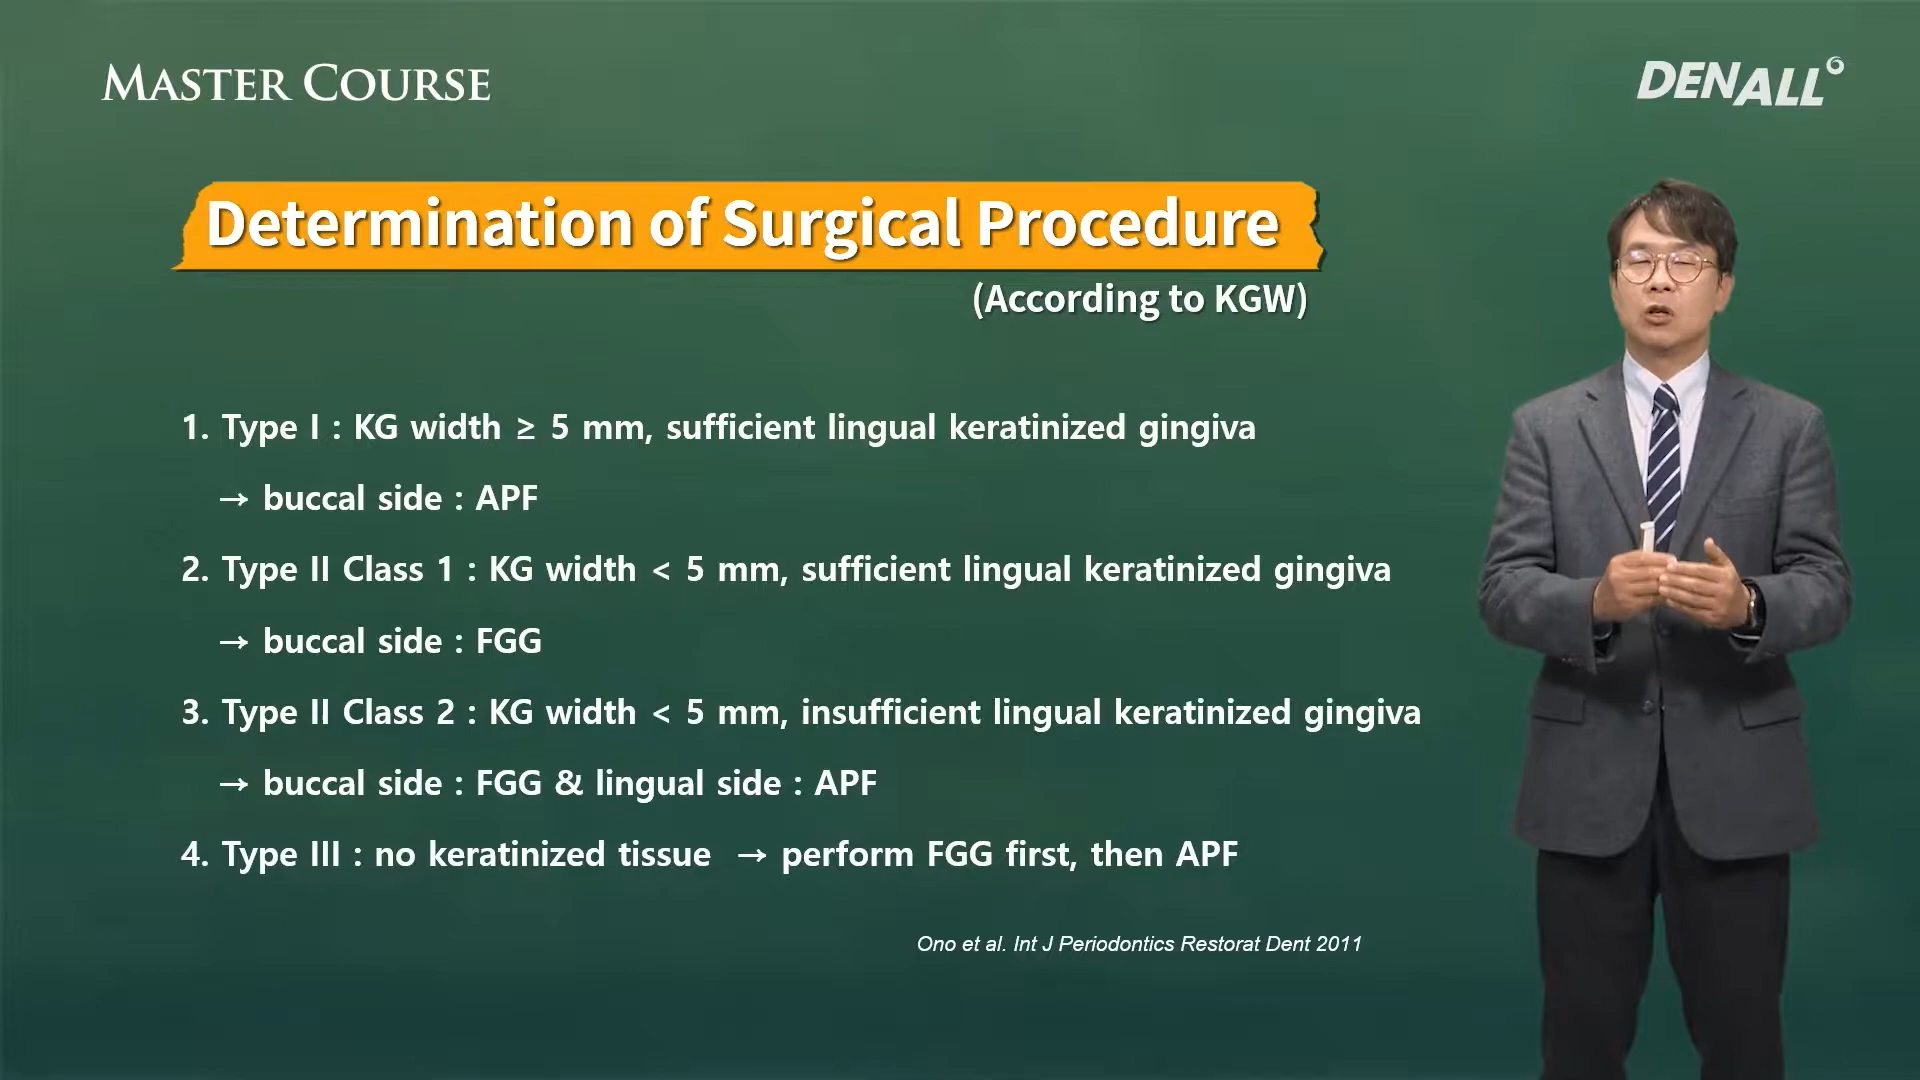 MASTER COURSE
DENALL
Determination of Surgical Procedure
(According to KGW)
1. Type I : KG width ≥ 5 mm, sufficient lingual keratinized gingiva
→ buccal side : APF
2. Type II Class 1 : KG width < 5 mm, sufficient lingual keratinized gingiva
→ buccal side : FGG
3. Type II Class 2 : KG width < 5 mm, insufficient lingual keratinized gingiva
→ buccal side : FGG & lingual side : APF
4. Type III : no keratinized tissue → perform FGG first, then APF
Ono et al. Int J Periodontics Restorat Dent 2011